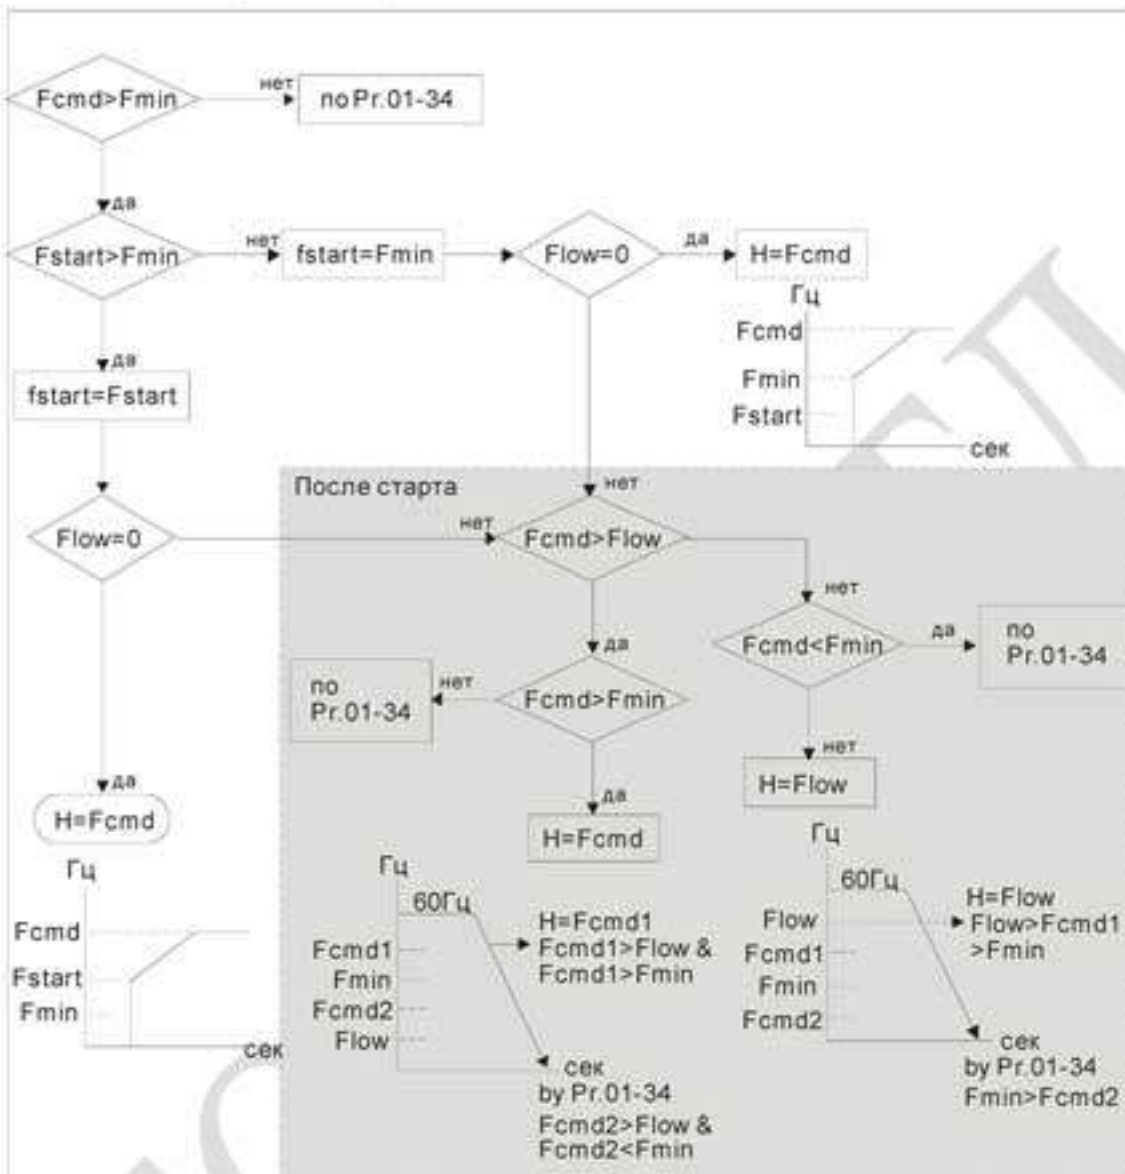 Fcmd>Fmin
нет
по Pr.01-34
да
Fstart>Fmin
нет
fstart=Fmin
Flow=0
да
H=Fcmd
Гц
Fcmd
Fmin
Fstart
сек
да
fstart=Fstart
После старта
нет
Flow=0
нет
Fcmd>Flow
нет
Fcmd<Fmin
да
по
Pr.01-34
да
Fcmd>Fmin
нет
по
Pr.01-34
нет
H=Flow
да
H=Fcmd
да
H=Fcmd
Гц
Fcmd
Fstart
Fmin
сек
Гц
60Гц
Fcmd1
Fmin
Fcmd2
Flow
H=Fcmd1
Fcmd1>Flow &
Fcmd1>Fmin
сек
by Pr.01-34
Fcmd2>Flow &
Fcmd2<Fmin
Гц
60Гц
Flow
Fcmd1
Fmin
Fcmd2
H=Flow
Flow>Fcmd1
>Fmin
сек
by Pr.01-34
Fmin>Fcmd2